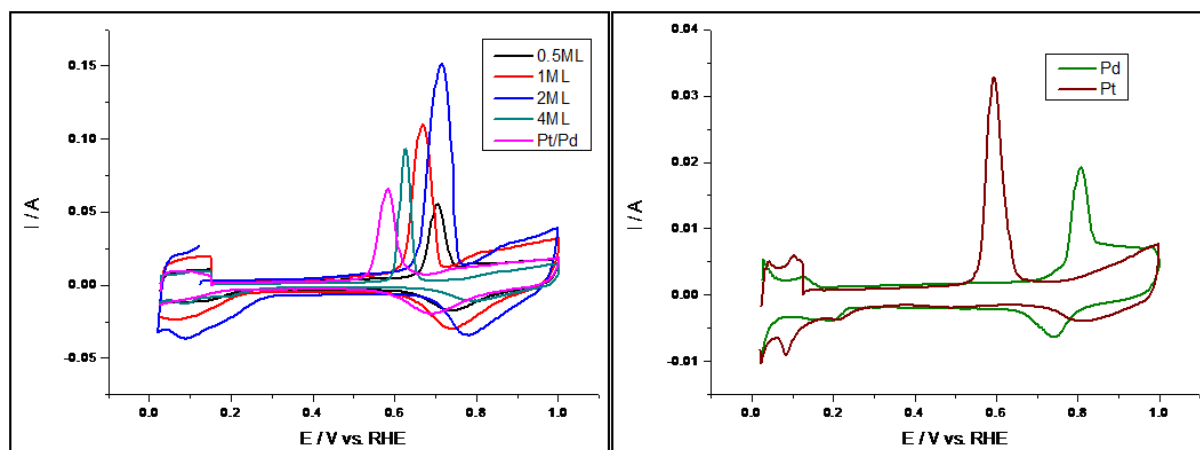 0.15
0.10
0.05
0.00
-0.05
I / A
0.0 0.2 0.4 0.6 0.8 1.0
E / V vs. RHE
0.5ML
1ML
2ML
4ML
Pt/Pd
0.04
0.03
0.02
0.01
0.00
-0.01
I / A
0.0 0.2 0.4 0.6 0.8 1.0
E / V vs. RHE
Pd
Pt